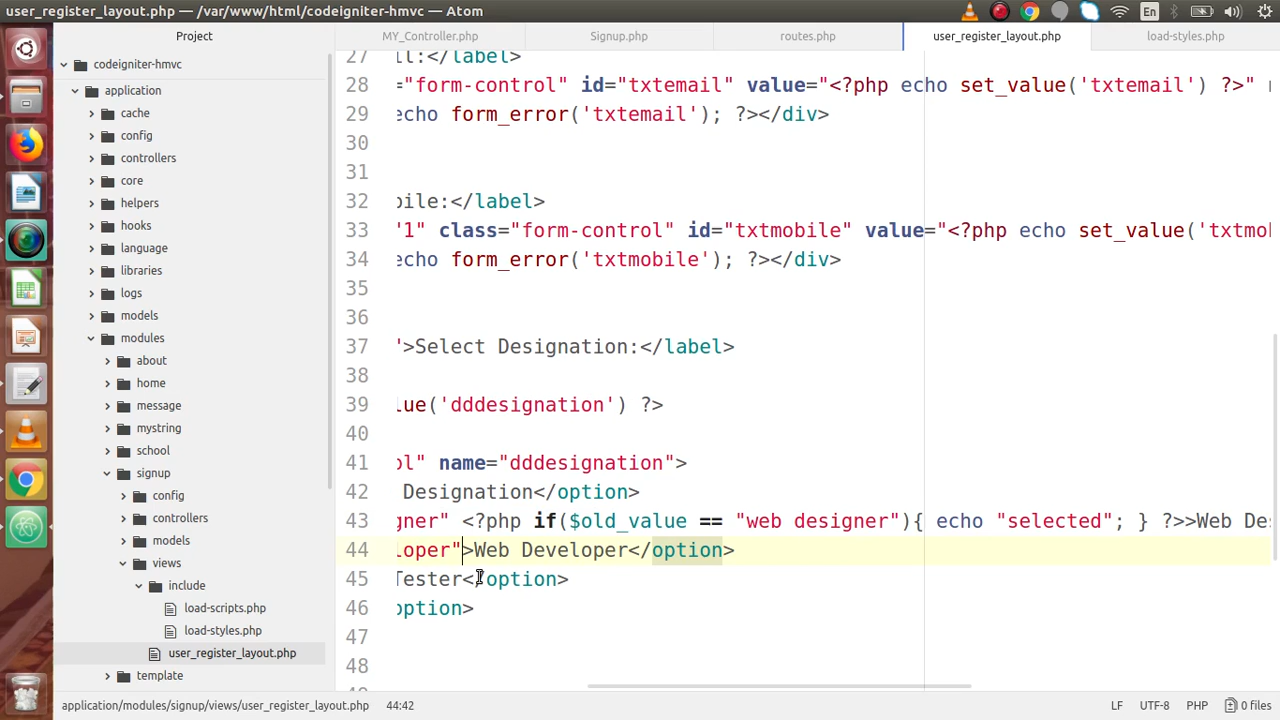 user_register_layout.php — /var/www/html/codeigniter-hmvc — Atom
En
Project
MY_Controller.php
Signup.php
routes.php
user_register_layout.php
load-styles.php
codeigniter-hmvc
application
cache
config
controllers
core
helpers
hooks
language
libraries
logs
models
modules
about
home
message
mystring
school
signup
config
controllers
models
views
include
load-scripts.php
load-styles.php
user_register_layout.php
template
27 il:</label>
28 ="form-control" id="txtemail" value="<?php echo set_value('txtemail') ?>"
29 echo form_error('txtemail'); ?></div>
30
31
32 bile:</label>
33 "1" class="form-control" id="txtmobile" value="<?php echo set_value('txtmob
34 echo form_error('txtmobile'); ?></div>
35
36
37 ">Select Designation:</label>
38
39 lue('dddesignation') ?>
40
41 ol" name="dddesignation">
42 Designation</option>
43 gner" <?php if($old_value == "web designer"){ echo "selected"; } ?>>Web De
44 loper">Web Developer</option>
45 Tester</option>
46 option>
47
48
application/modules/signup/views/user_register_layout.php 44:42
LF UTF-8 PHP 0 files